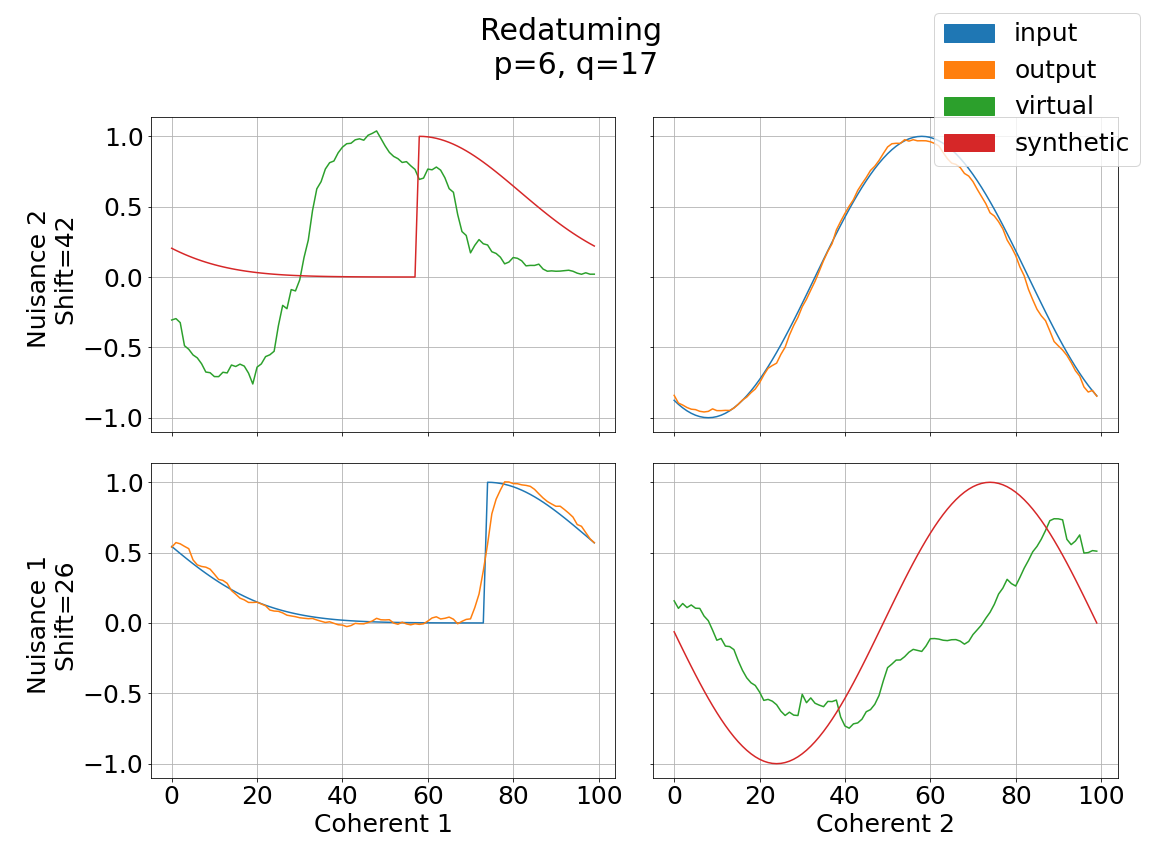 Redatuming
p=6, q=17
input
output
virtual
synthetic
Nuisance 2
Shift=42
1.0
0.5
0.0
−0.5
−1.0
Nuisance 1
Shift=26
1.0
0.5
0.0
−0.5
−1.0
0 20 40 60 80 100
Coherent 1
0 20 40 60 80 100
Coherent 2